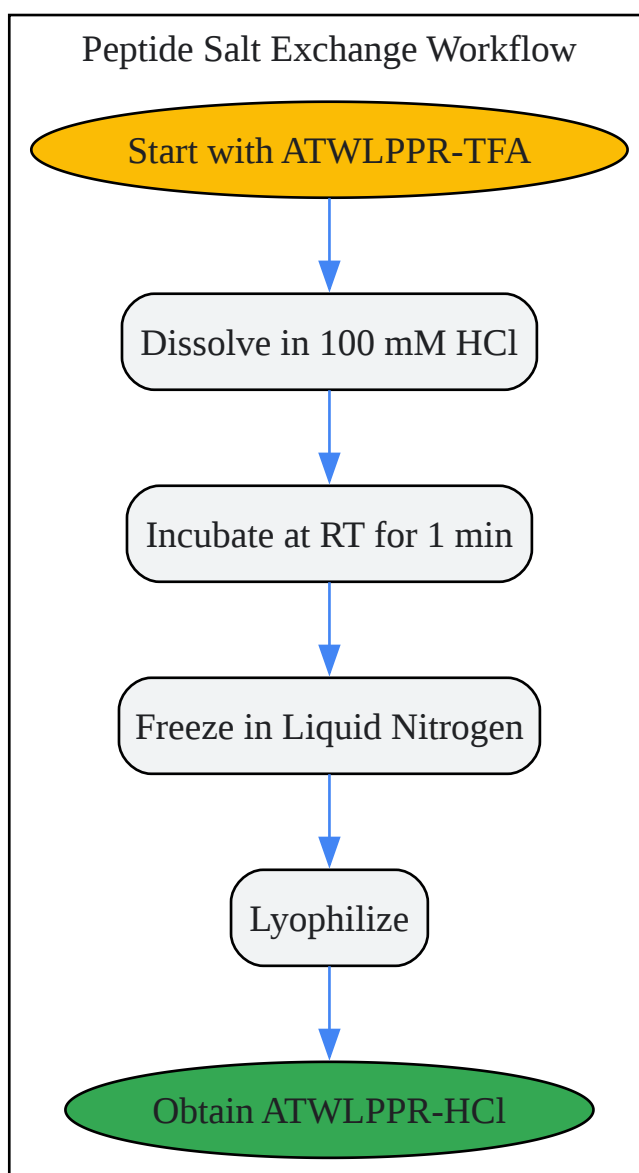 Peptide Salt Exchange Workflow
Start with ATWLPPR-TFA
Dissolve in 100 mM HCl
Incubate at RT for 1 min
Freeze in Liquid Nitrogen
Lyophilize
Obtain ATWLPPR-HCl